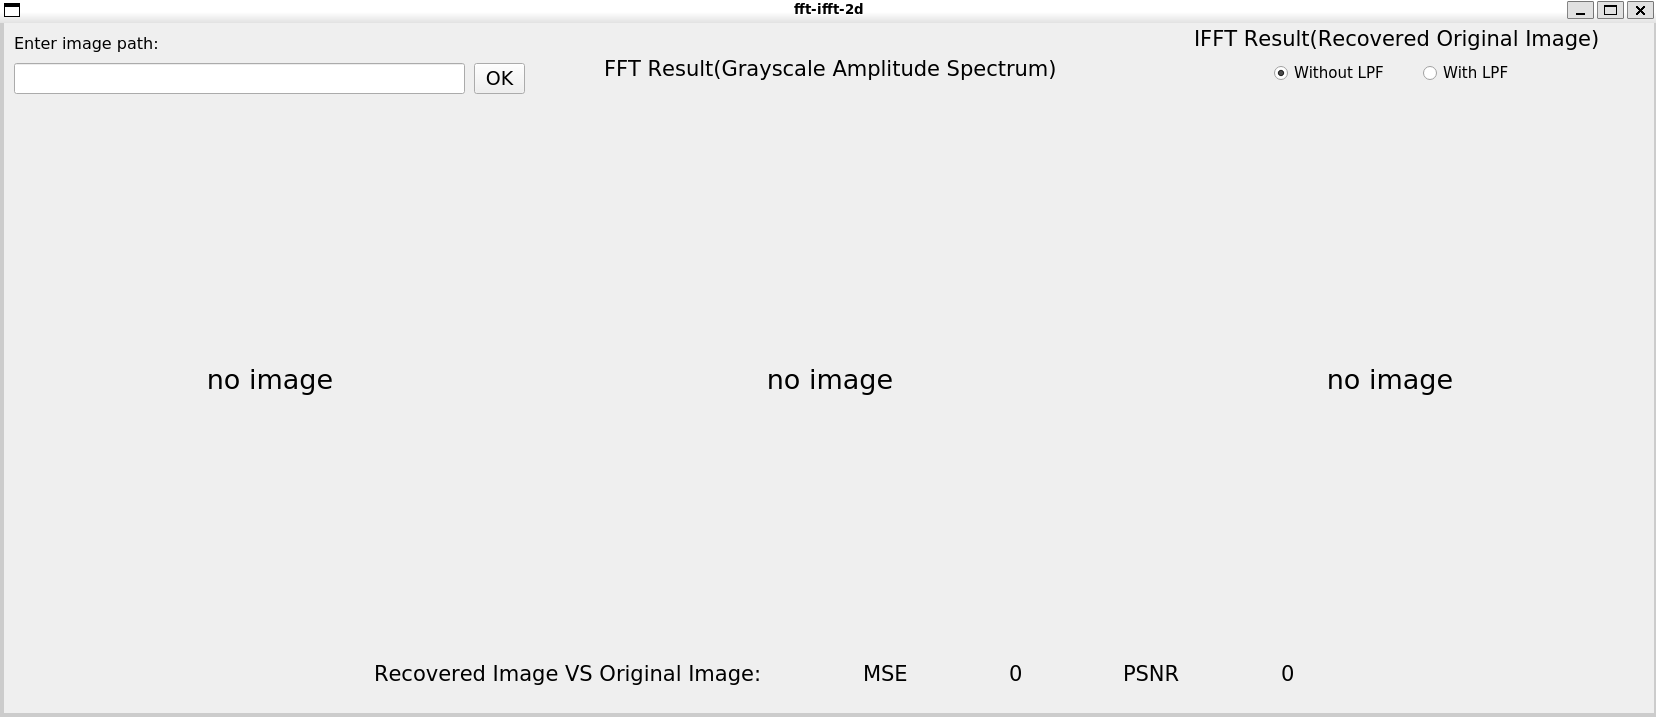 fft-ifft-2d
Enter image path:
OK
FFT Result(Grayscale Amplitude Spectrum)
IFFT Result(Recovered Original Image)
Without LPF With LPF
no image no image no image
Recovered Image VS Original Image: MSE 0 PSNR 0